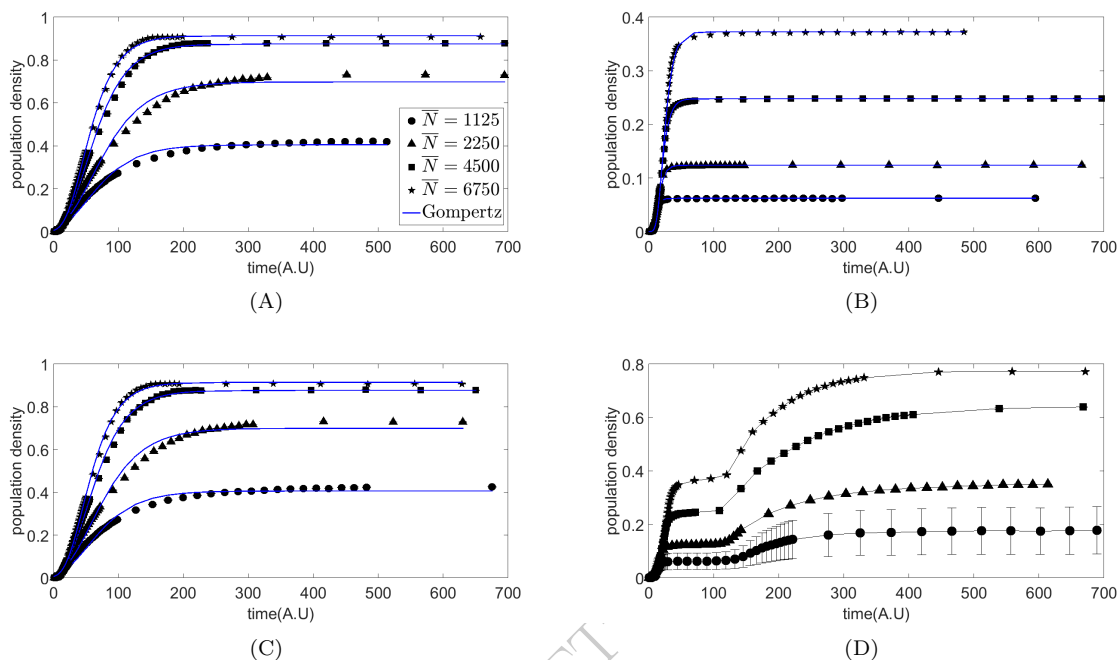 population density
1
0.8
0.6
0.4
0.2
0
0 100 200 300 400 500 600 700
time(A.U)
N̅ = 1125
N̅ = 2250
N̅ = 4500
N̅ = 6750
Gompertz
(A)
population density
0.4
0.3
0.2
0.1
0
0 100 200 300 400 500 600 700
time(A.U)
(B)
population density
1
0.8
0.6
0.4
0.2
0
0 100 200 300 400 500 600 700
time(A.U)
(C)
population density
0.8
0.6
0.4
0.2
0
0 100 200 300 400 500 600 700
time(A.U)
(D)